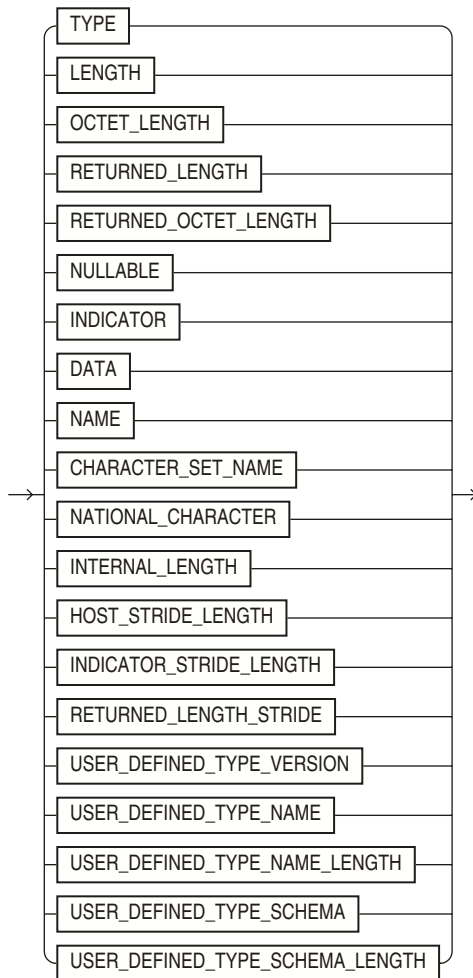 TYPE
LENGTH
OCTET_LENGTH
RETURNED_LENGTH
RETURNED_OCTET_LENGTH
NULLABLE
INDICATOR
DATA
NAME
CHARACTER_SET_NAME
NATIONAL_CHARACTER
INTERNAL_LENGTH
HOST_STRIDE_LENGTH
INDICATOR_STRIDE_LENGTH
RETURNED_LENGTH_STRIDE
USER_DEFINED_TYPE_VERSION
USER_DEFINED_TYPE_NAME
USER_DEFINED_TYPE_NAME_LENGTH
USER_DEFINED_TYPE_SCHEMA
USER_DEFINED_TYPE_SCHEMA_LENGTH